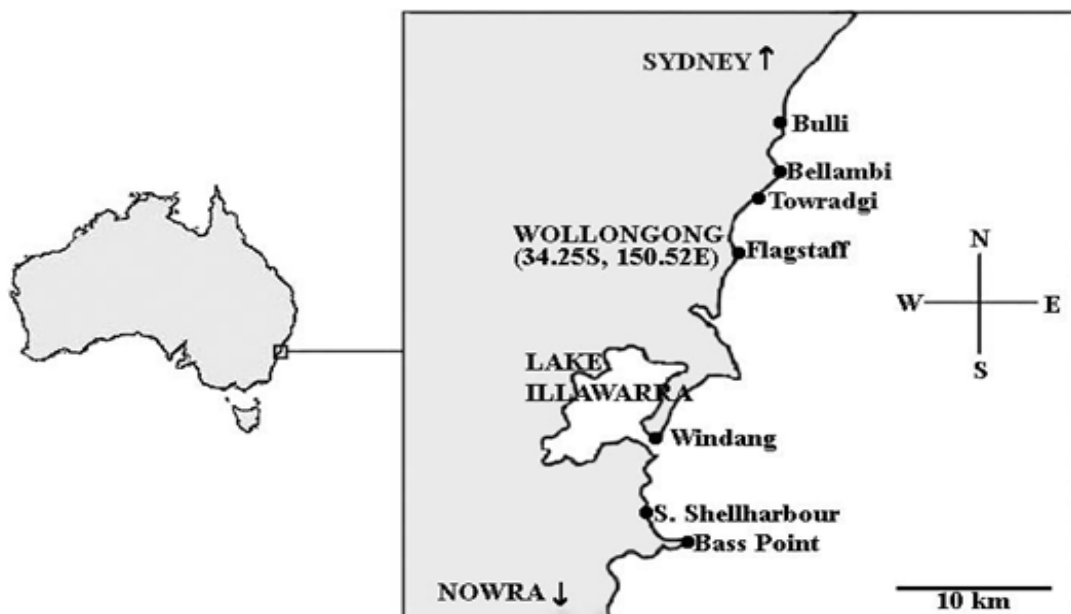 SYDNEY ↑
Bulli
Bellambi
Towradgi
WOLLONGONG
(34.25S, 150.52E)
Flagstaff
N
W E
S
LAKE
ILLAWARRA
Windang
S. Shellharbour
Bass Point
NOWRA ↓
10 km